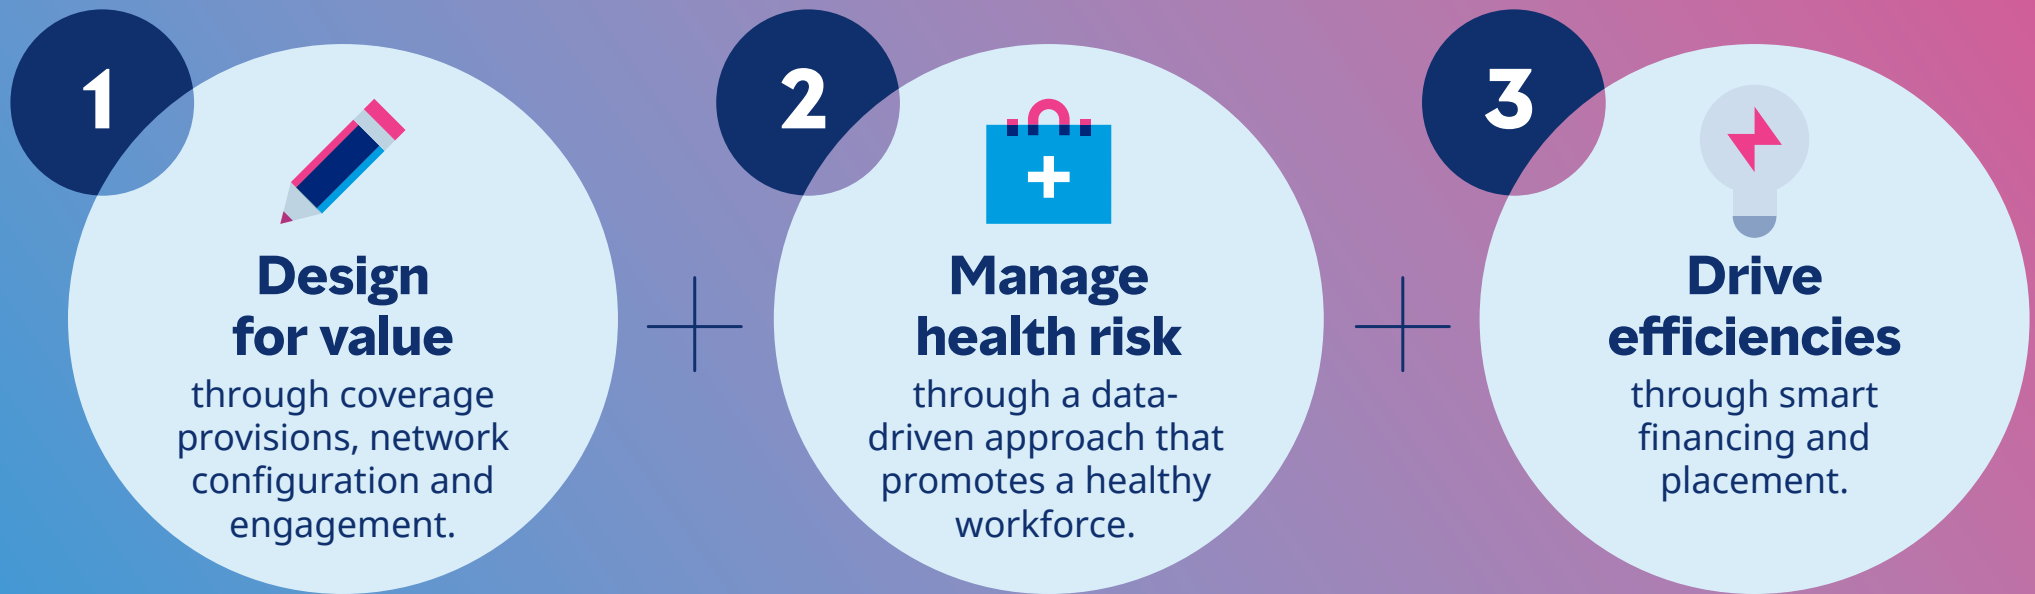 1
Design
for value
through coverage
provisions, network
configuration and
engagement.
2
Manage
health risk
through a data-
driven approach that
promotes a healthy
workforce.
3
Drive
efficiencies
through smart
financing and
placement.